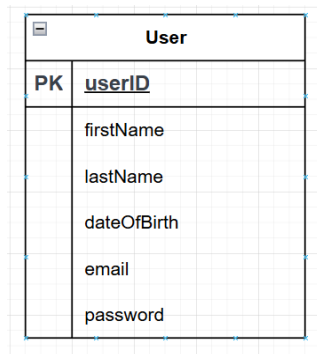 User
PK userID
firstName
lastName
dateOfBirth
email
password